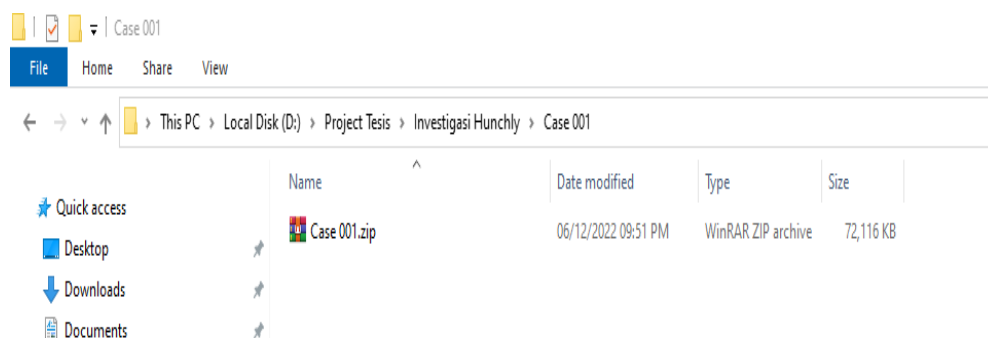 Case 001
File Home Share View
This PC > Local Disk (D:) > Project Tesis > Investigasi Hunchly > Case 001
Name Date modified Type Size
Quick access
Case 001.zip 06/12/2022 09:51 PM WinRAR ZIP archive 72,116 KB
Desktop
Downloads
Documents